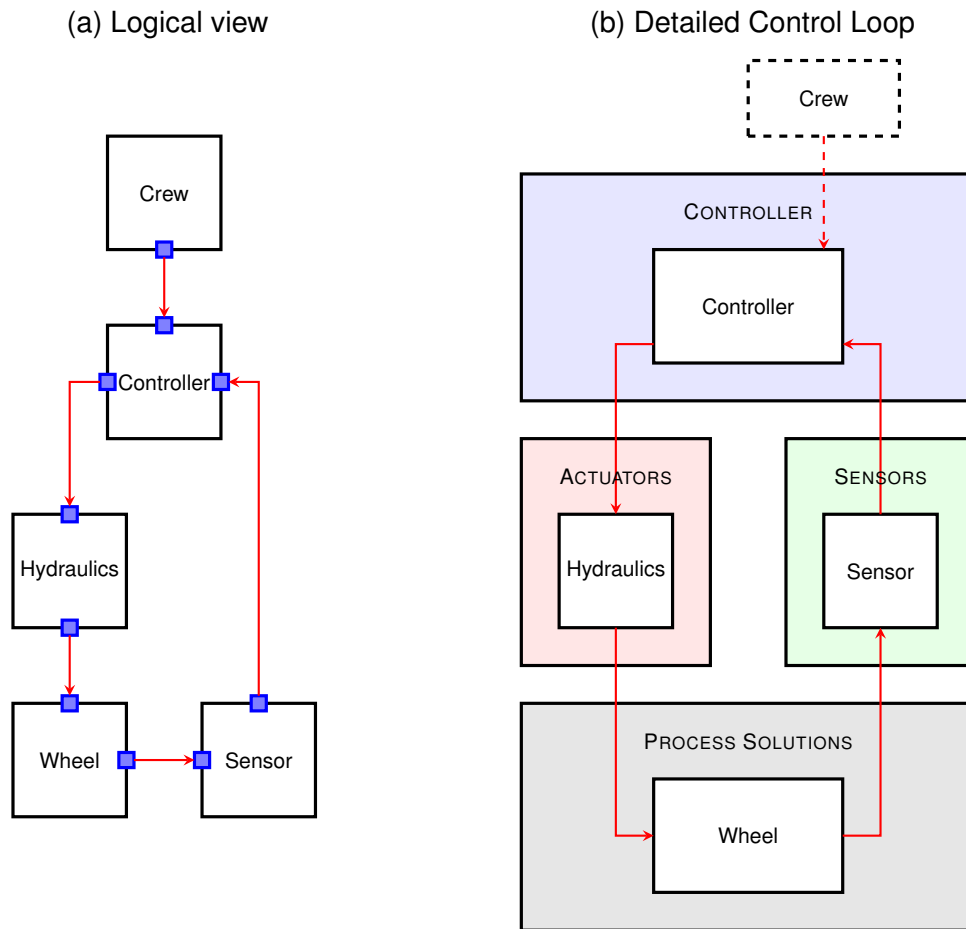 (a) Logical view
Crew
Controller
Hydraulics
Wheel
Sensor
(b) Detailed Control Loop
Crew
CONTROLLER
Controller
ACTUATORS
Hydraulics
SENSORS
Sensor
PROCESS SOLUTIONS
Wheel